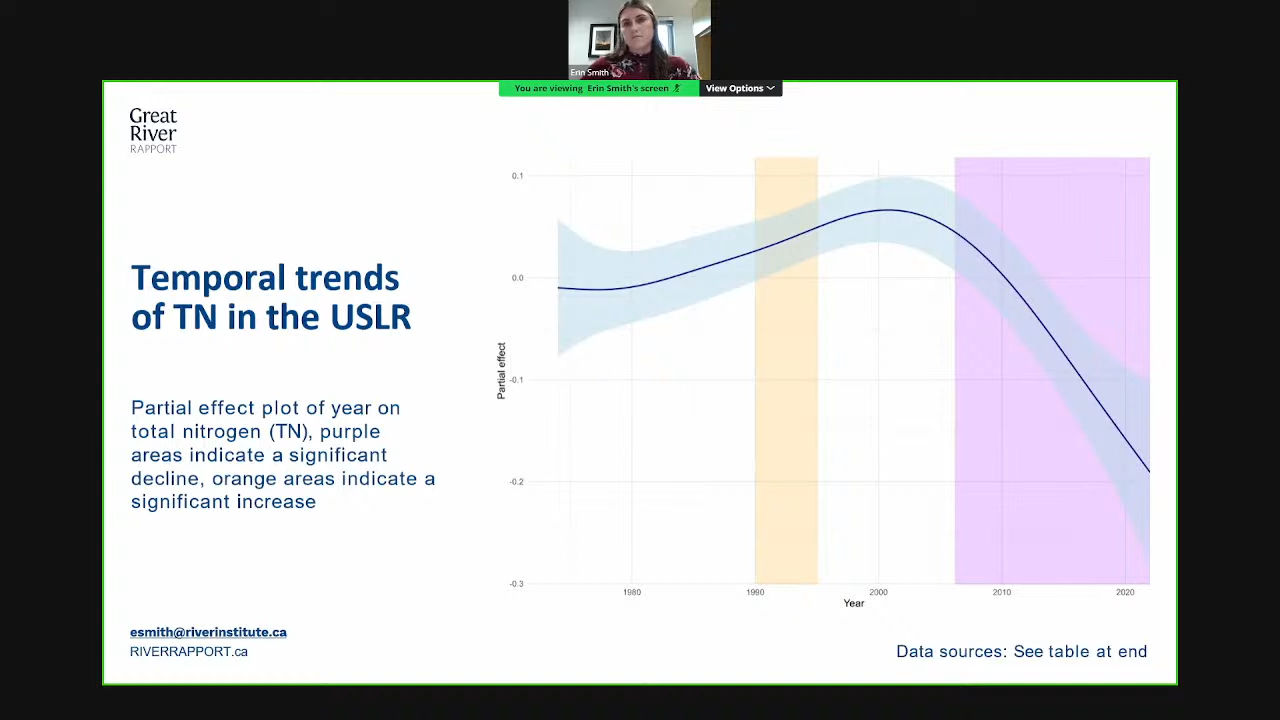 Erin Smith
You are viewing Erin Smith's screen
View Options
Great
River
RAPPORT
Temporal trends
of TN in the USLR
Partial effect plot of year on
total nitrogen (TN), purple
areas indicate a significant
decline, orange areas indicate a
significant increase
esmith@riverinstitute.ca
RIVERRAPPORT.ca
Partial effect
0.1
0.0
-0.1
-0.2
-0.3
1980 1990 2000 2010 2020
Year
Data sources: See table at end